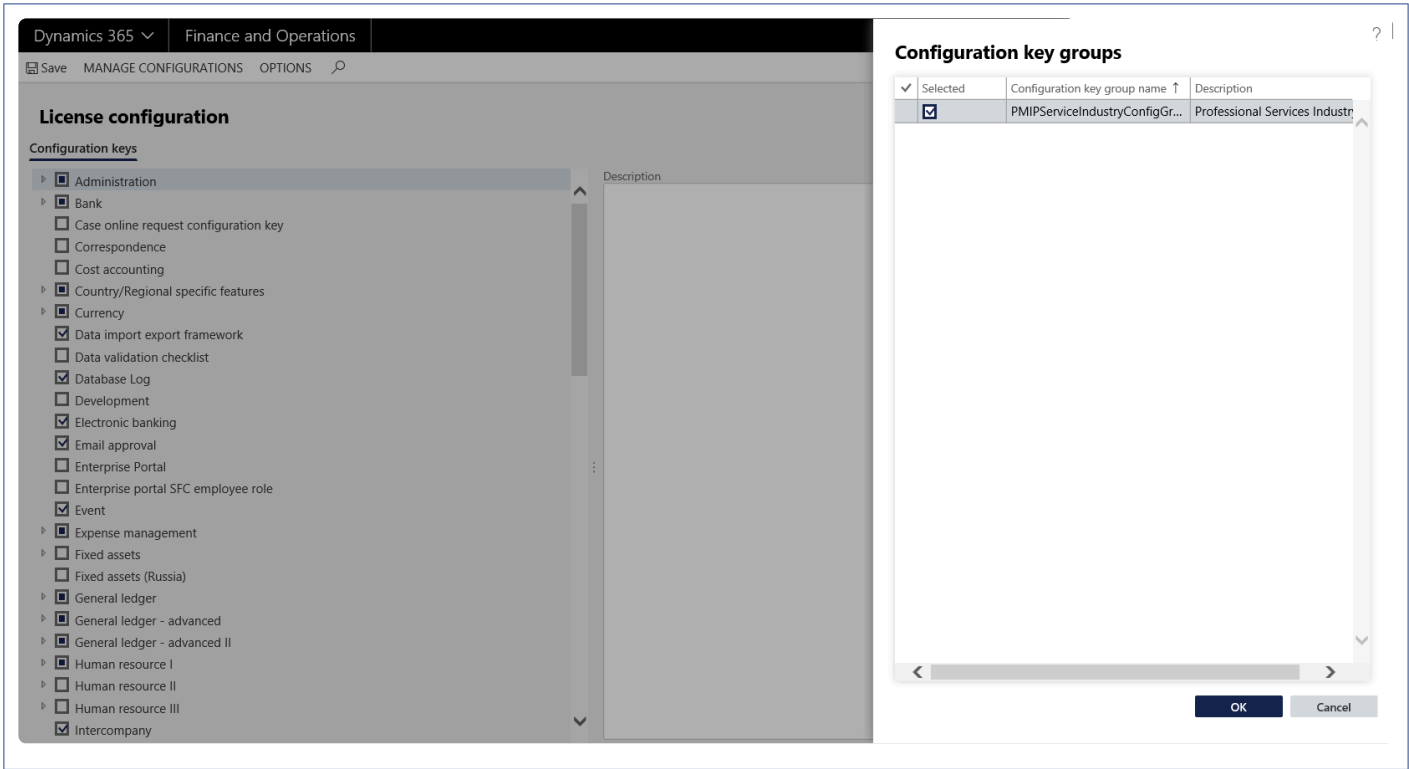 Dynamics 365 Finance and Operations
Save MANAGE CONFIGURATIONS OPTIONS
License configuration
Configuration keys
Administration
Bank
Case online request configuration key
Correspondence
Cost accounting
Country/Regional specific features
Currency
Data import export framework
Data validation checklist
Database Log
Development
Electronic banking
Email approval
Enterprise Portal
Enterprise portal SFC employee role
Event
Expense management
Fixed assets
Fixed assets (Russia)
General ledger
General ledger - advanced
General ledger - advanced II
Human resource I
Human resource II
Human resource III
Intercompany
Description
?
Configuration key groups
Selected Configuration key group name ↑ Description
PMIPServiceIndustryConfigGr... Professional Services Industry
OK Cancel